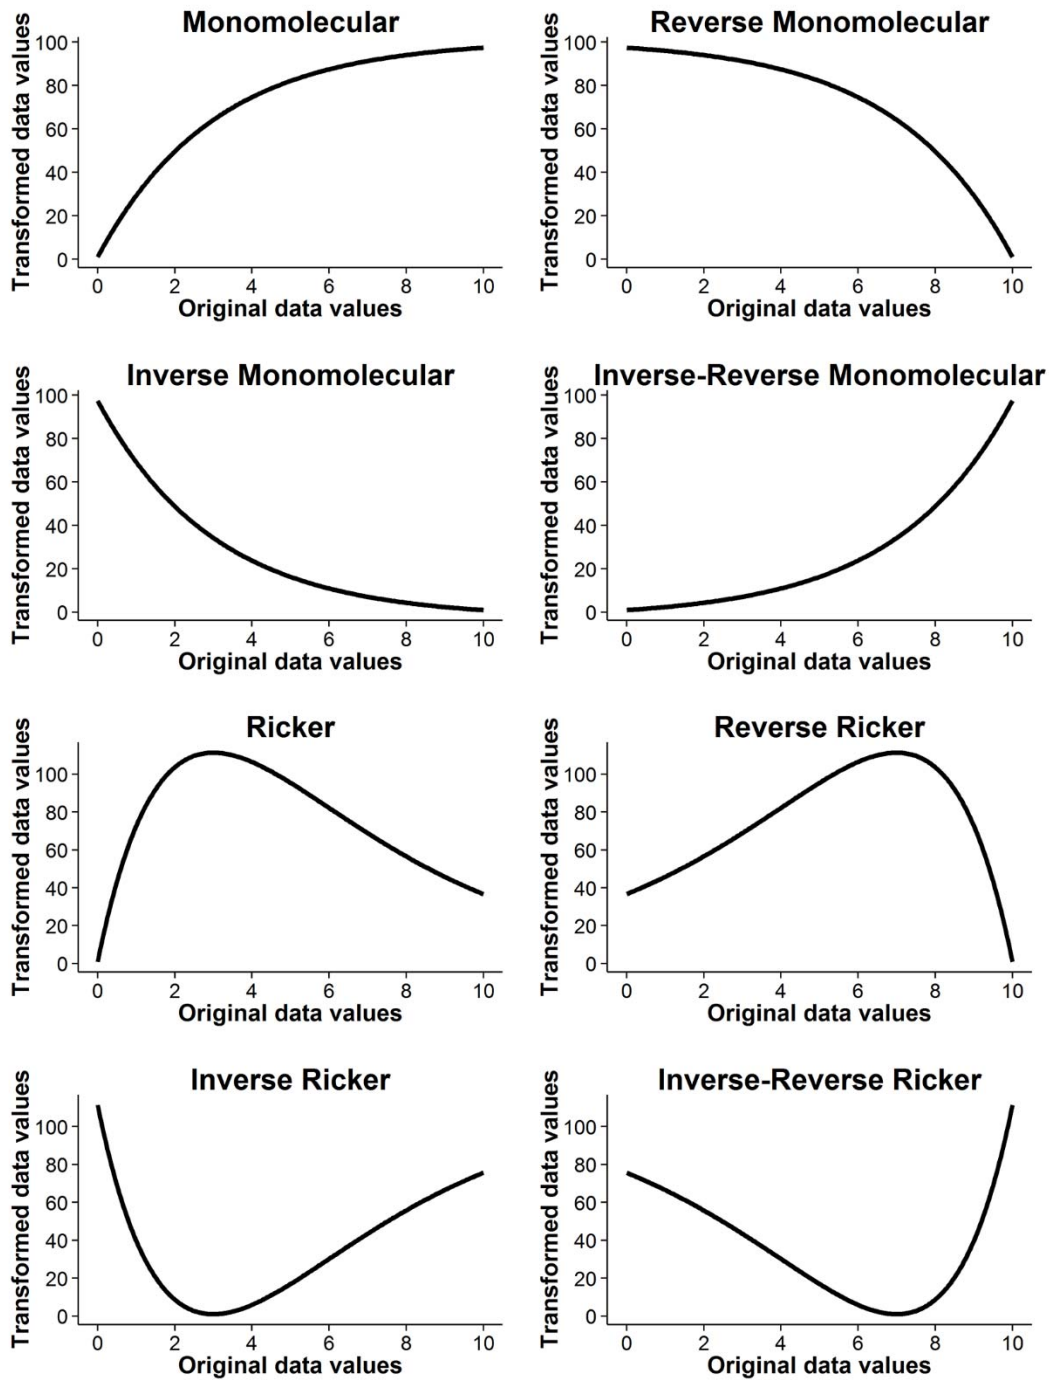 Monomolecular
Transformed data values
100
80
60
40
20
0
0 2 4 6 8 10
Original data values
Reverse Monomolecular
Transformed data values
100
80
60
40
20
0
0 2 4 6 8 10
Original data values
Inverse Monomolecular
Transformed data values
100
80
60
40
20
0
0 2 4 6 8 10
Original data values
Inverse-Reverse Monomolecular
Transformed data values
100
80
60
40
20
0
0 2 4 6 8 10
Original data values
Ricker
Transformed data values
100
80
60
40
20
0
0 2 4 6 8 10
Original data values
Reverse Ricker
Transformed data values
100
80
60
40
20
0
0 2 4 6 8 10
Original data values
Inverse Ricker
Transformed data values
100
80
60
40
20
0
0 2 4 6 8 10
Original data values
Inverse-Reverse Ricker
Transformed data values
100
80
60
40
20
0
0 2 4 6 8 10
Original data values